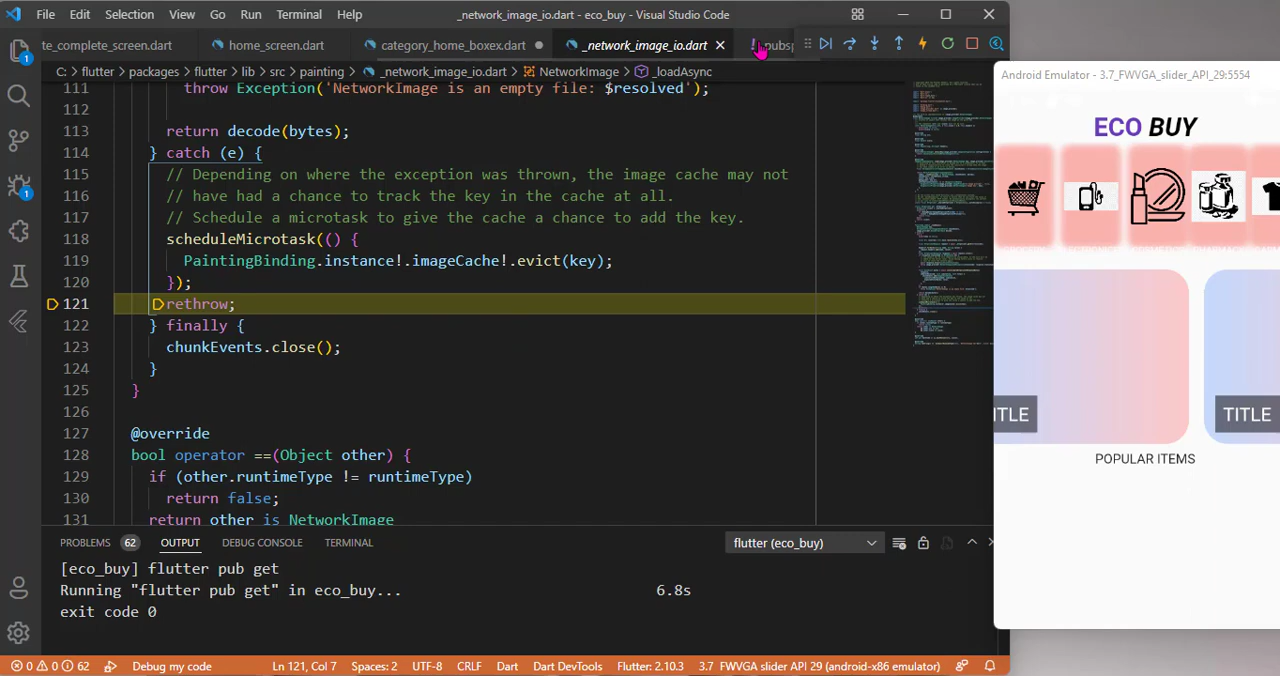 File Edit Selection View Go Run Terminal Help _network_image_io.dart - eco_buy - Visual Studio Code
te_complete_screen.dart home_screen.dart category_home_boxex.dart _network_image_io.dart ! pubsp
C: > flutter > packages > flutter > lib > src > painting > _network_image_io.dart > NetworkImage > _loadAsync
111 throw Exception('NetworkImage is an empty file: $resolved');
112
113 return decode(bytes);
114 } catch (e) {
115 // Depending on where the exception was thrown, the image cache may not
116 // have had a chance to track the key in the cache at all.
117 // Schedule a microtask to give the cache a chance to add the key.
118 scheduleMicrotask(() {
119 PaintingBinding.instance!.imageCache!.evict(key);
120 });
121 rethrow;
122 } finally {
123 chunkEvents.close();
124 }
125 }
126
127 @override
128 bool operator ==(Object other) {
129 if (other.runtimeType != runtimeType)
130 return false;
131 return other is NetworkImage
PROBLEMS 62 OUTPUT DEBUG CONSOLE TERMINAL flutter (eco_buy)
[eco_buy] flutter pub get
Running "flutter pub get" in eco_buy... 6.8s
exit code 0
0 0 62 Debug my code Ln 121, Col 7 Spaces: 2 UTF-8 CRLF Dart Dart DevTools Flutter: 2.10.3 3.7 FWVGA slider API 29 (android-x86 emulator)
1
1
Android Emulator - 3.7_FWVGA_slider_API_29:5554
ECO BUY
ITLE TITLE
POPULAR ITEMS